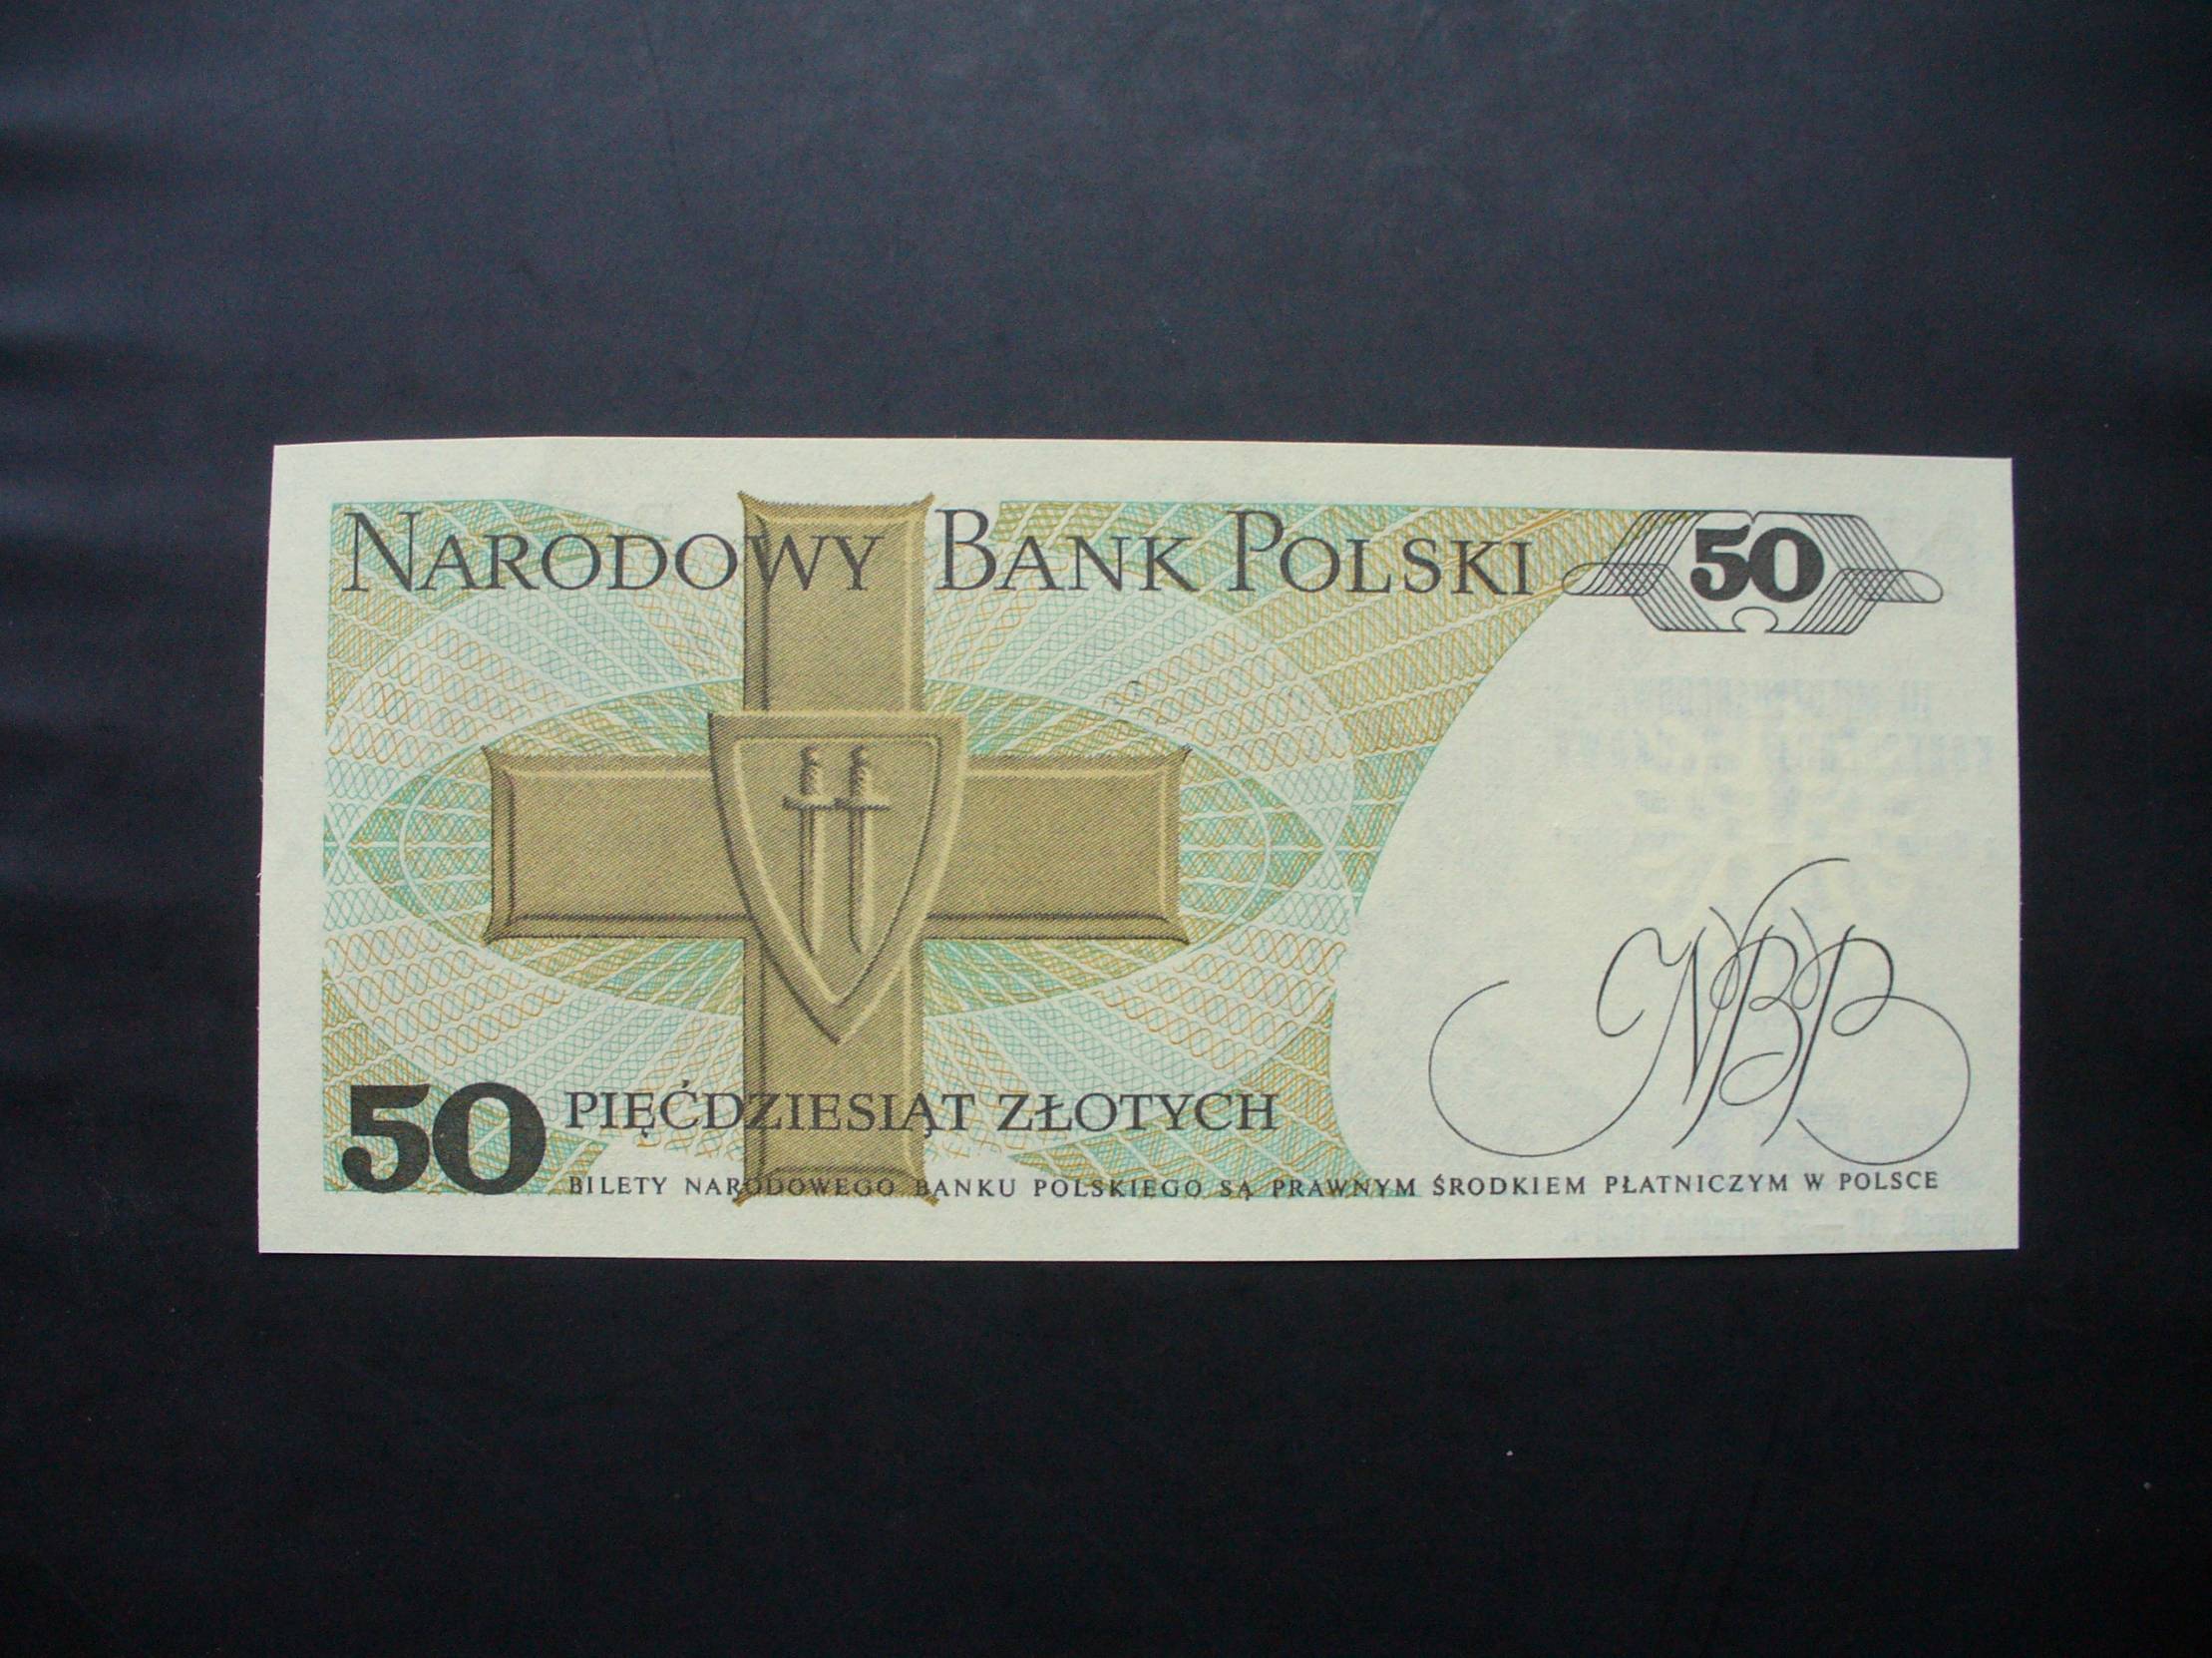 NARODOWY BANK POLSKI 50
NBP
50 PIĘĆDZIESIĄT ZŁOTYCH
BILETY NARODOWEGO BANKU POLSKIEGO SĄ PRAWNYM ŚRODKIEM PŁATNICZYM W POLSCE